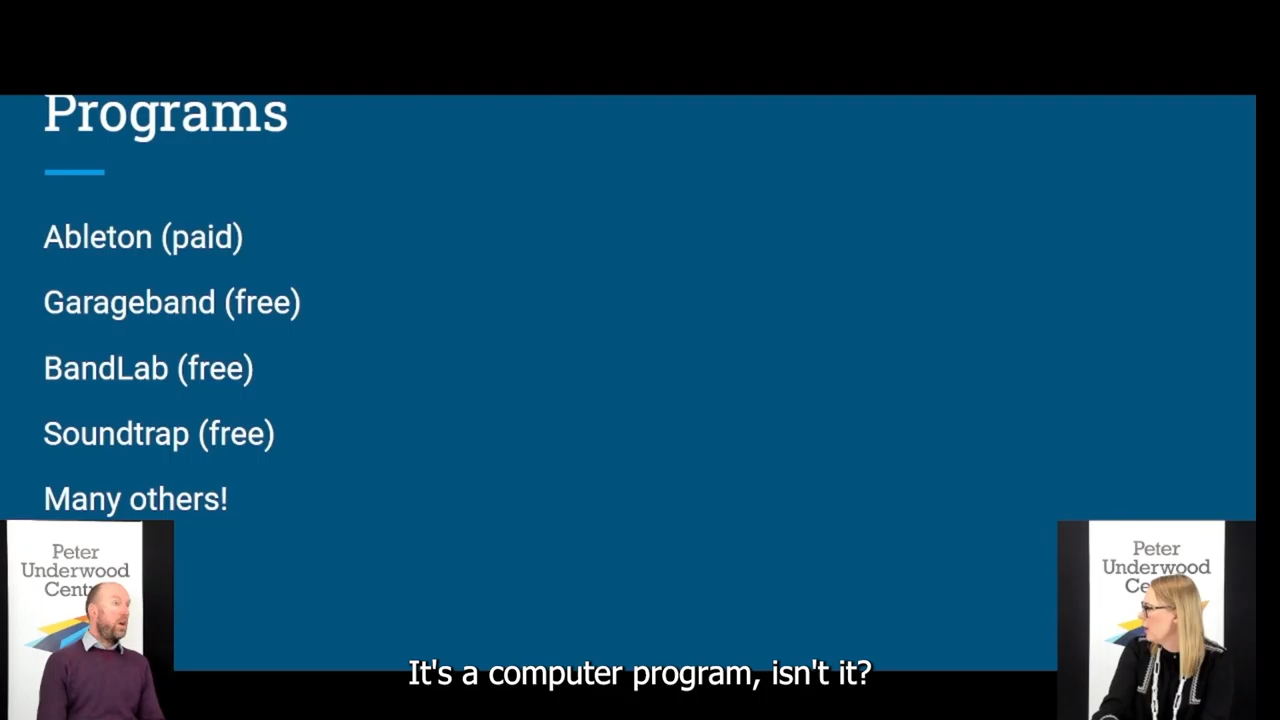 Programs
Ableton (paid)
Garageband (free)
BandLab (free)
Soundtrap (free)
Many others!
Peter
Underwood
Peter
Underwood
It's a computer program, isn't it?